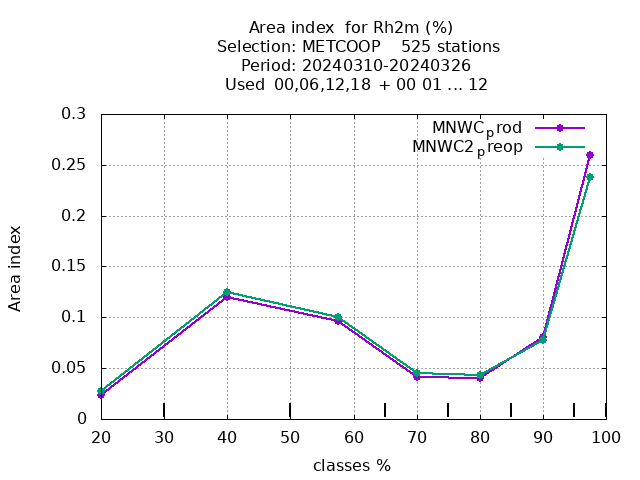 Area index  for Rh2m (%)
Selection: METCOOP    525 stations
Period: 20240310-20240326
Used  00,06,12,18 + 00 01 ... 12
MNWCprod
MNWC2preop
0.3
0.25
0.2
0.15
0.1
0.05
0
Area index
20 30 40 50 60 70 80 90 100
classes %